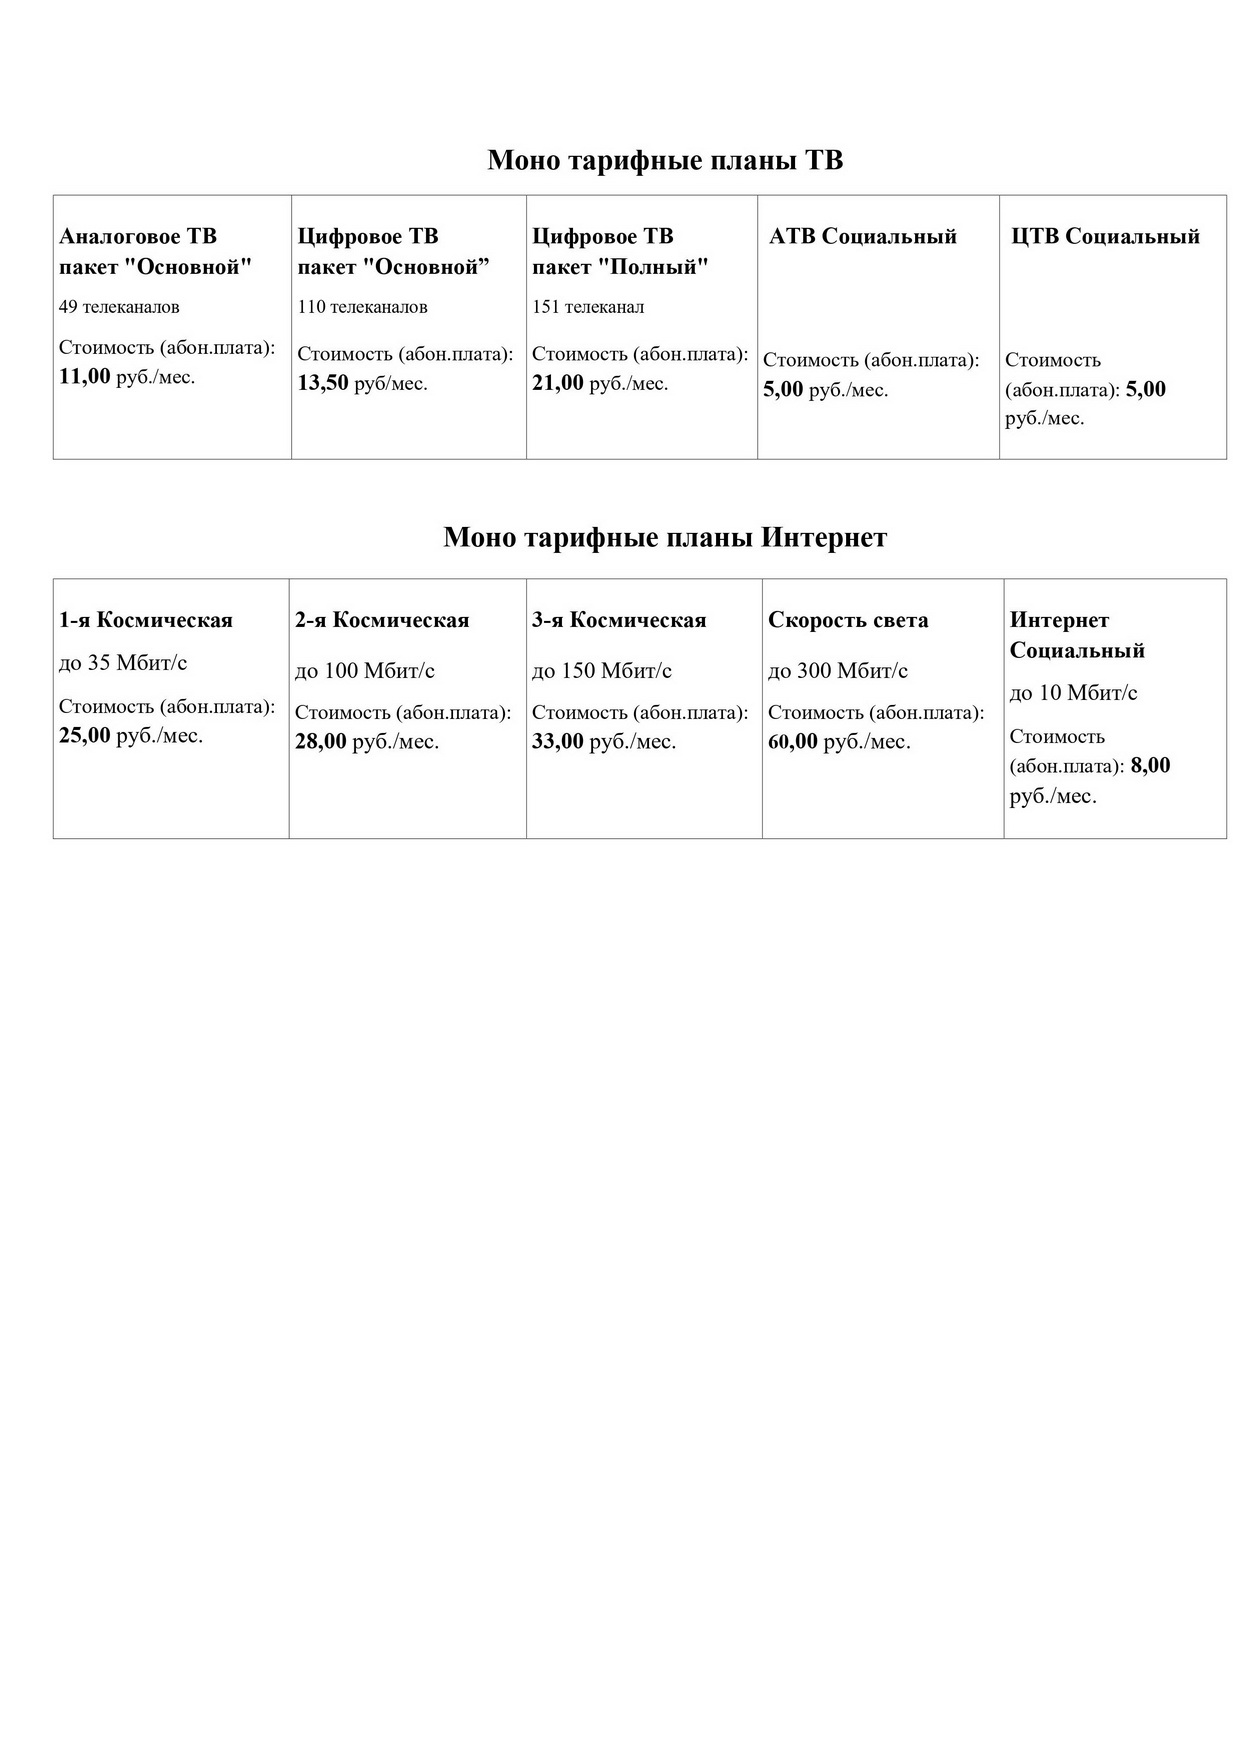 Моно тарифные планы ТВ
Аналоговое ТВ
пакет "Основной"
49 телеканалов
Стоимость (абон.плата):
11,00 руб./мес.
Цифровое ТВ
пакет "Основной”
110 телеканалов
Стоимость (абон.плата):
13,50 руб/мес.
Цифровое ТВ
пакет "Полный"
151 телеканал
Стоимость (абон.плата):
21,00 руб./мес.
АТВ Социальный
Стоимость (абон.плата):
5,00 руб./мес.
ЦТВ Социальный
Стоимость
(абон.плата): 5,00
руб./мес.
Моно тарифные планы Интернет
1-я Космическая
до 35 Мбит/с
Стоимость (абон.плата):
25,00 руб./мес.
2-я Космическая
до 100 Мбит/с
Стоимость (абон.плата):
28,00 руб./мес.
3-я Космическая
до 150 Мбит/с
Стоимость (абон.плата):
33,00 руб./мес.
Скорость света
до 300 Мбит/с
Стоимость (абон.плата):
60,00 руб./мес.
Интернет
Социальный
до 10 Мбит/с
Стоимость
(абон.плата): 8,00
руб./мес.